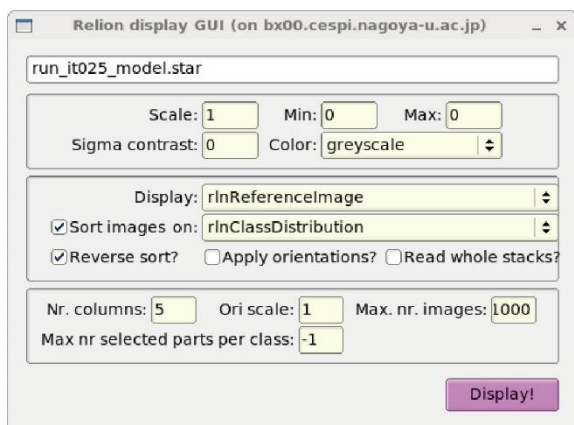 Relion display GUI (on bx00.cespi.nagoya-u.ac.jp)
run_it025_model.star
Scale: 1 Min: 0 Max: 0
Sigma contrast: 0 Color: greyscale
Display: rlnReferenceImage
Sort images on: rlnClassDistribution
Reverse sort? Apply orientations? Read whole stacks?
Nr. columns: 5 Ori scale: 1 Max. nr. images: 1000
Max nr selected parts per class: -1
Display!